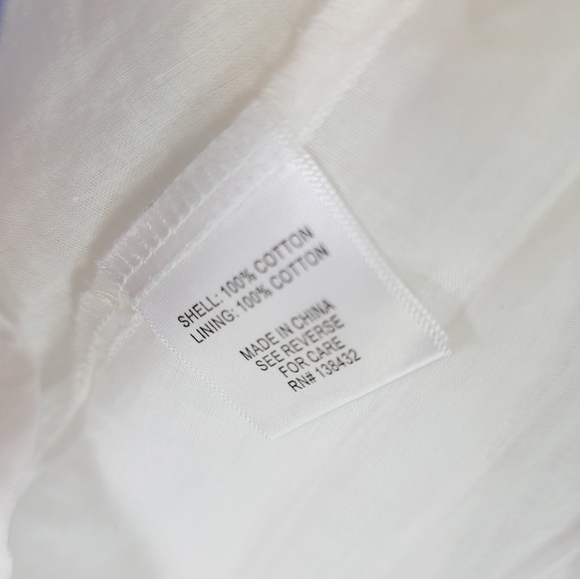 SHELL: 100% COTTON
LINING: 100% COTTON
MADE IN CHINA
SEE REVERSE
FOR CARE
RN# 138432